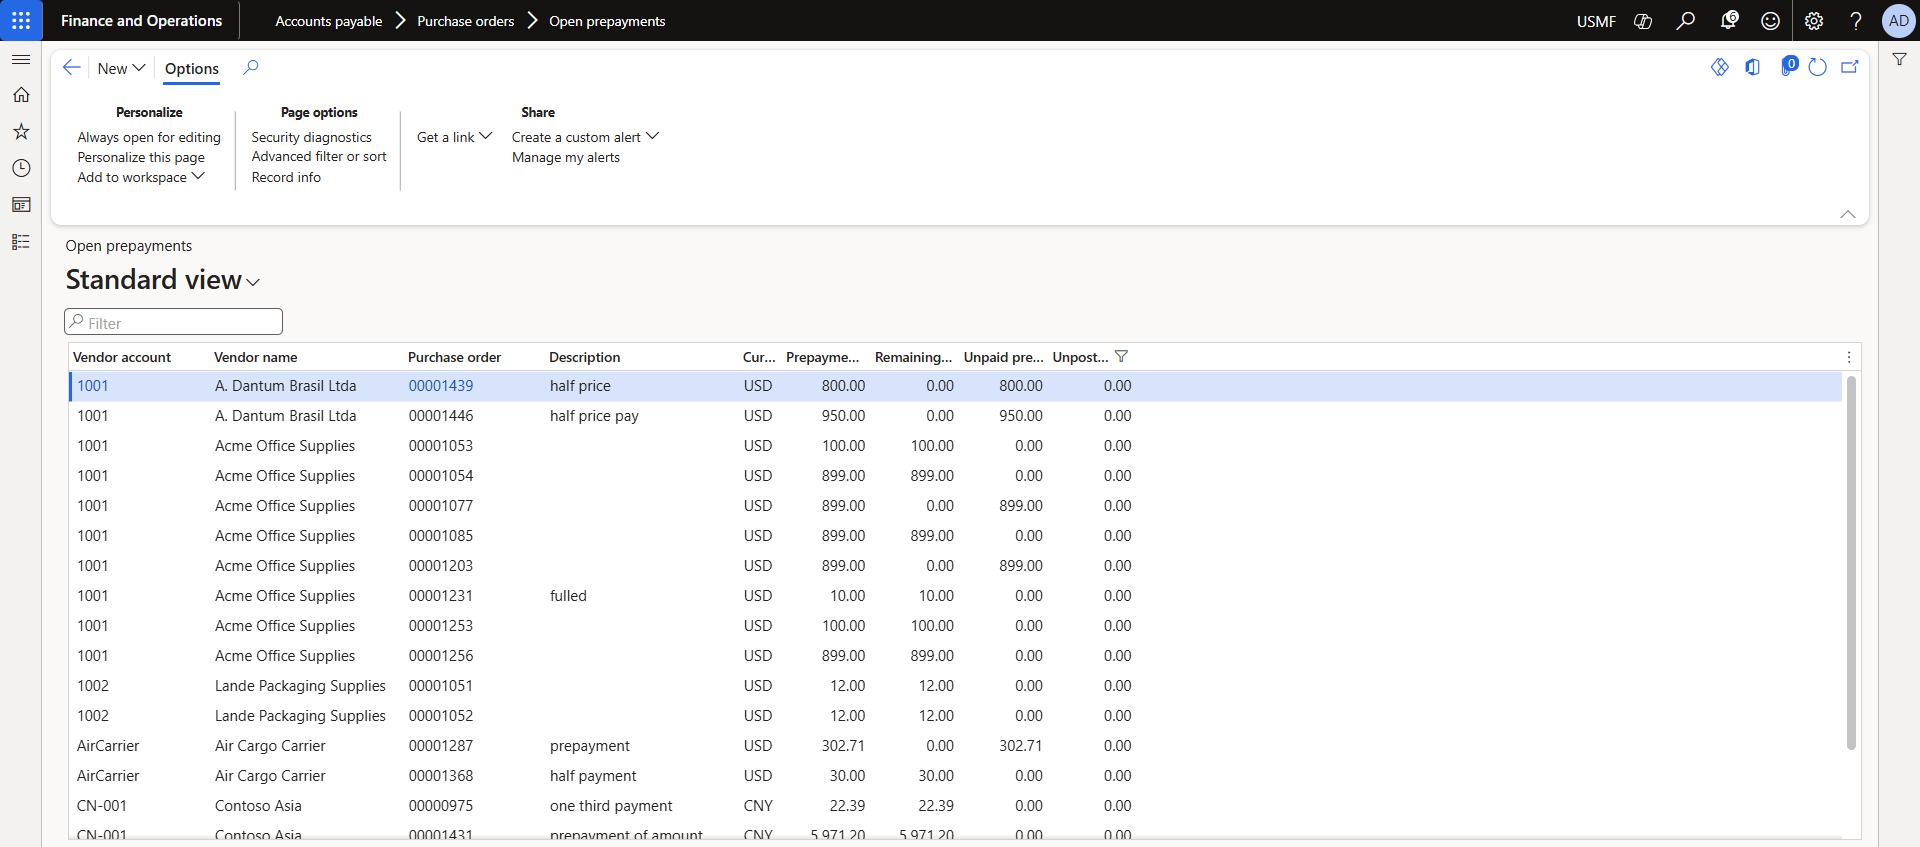 Finance and Operations Accounts payable Purchase orders Open prepayments USMF 6 AD
New Options 0
Personalize Page options Share
Always open for editing Security diagnostics Get a link Create a custom alert
Personalize this page Advanced filter or sort Manage my alerts
Add to workspace Record info
Open prepayments
Standard view
Filter
Vendor account Vendor name Purchase order Description Cur... Prepayme... Remaining... Unpaid pre... Unpost...
1001 A. Dantum Brasil Ltda 00001439 half price USD 800.00 0.00 800.00 0.00
1001 A. Dantum Brasil Ltda 00001446 half price pay USD 950.00 0.00 950.00 0.00
1001 Acme Office Supplies 00001053 USD 100.00 100.00 0.00 0.00
1001 Acme Office Supplies 00001054 USD 899.00 899.00 0.00 0.00
1001 Acme Office Supplies 00001077 USD 899.00 0.00 899.00 0.00
1001 Acme Office Supplies 00001085 USD 899.00 899.00 0.00 0.00
1001 Acme Office Supplies 00001203 USD 899.00 0.00 899.00 0.00
1001 Acme Office Supplies 00001231 fulled USD 10.00 10.00 0.00 0.00
1001 Acme Office Supplies 00001253 USD 100.00 100.00 0.00 0.00
1001 Acme Office Supplies 00001256 USD 899.00 899.00 0.00 0.00
1002 Lande Packaging Supplies 00001051 USD 12.00 12.00 0.00 0.00
1002 Lande Packaging Supplies 00001052 USD 12.00 12.00 0.00 0.00
AirCarrier Air Cargo Carrier 00001287 prepayment USD 302.71 0.00 302.71 0.00
AirCarrier Air Cargo Carrier 00001368 half payment USD 30.00 30.00 0.00 0.00
CN-001 Contoso Asia 00000975 one third payment CNY 22.39 22.39 0.00 0.00
CN-001 Contoso Asia 00001431 prepayment of amount CNY 5,971.20 5,971.20 0.00 0.00